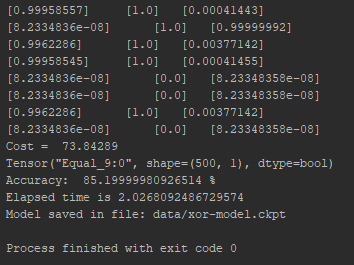 [0.99958557] [1.0] [0.00041443]
[8.2334836e-08] [1.0] [0.99999992]
[0.9962286] [1.0] [0.00377142]
[0.99958545] [1.0] [0.00041455]
[8.2334836e-08] [0.0] [8.23348358e-08]
[8.2334836e-08] [0.0] [8.23348358e-08]
[0.9962286] [1.0] [0.00377142]
[8.2334836e-08] [0.0] [8.23348358e-08]
Cost = 73.84289
Tensor("Equal_9:0", shape=(500, 1), dtype=bool)
Accuracy: 85.19999980926514 %
Elapsed time is 2.0268092486729574
Model saved in file: data/xor-model.ckpt
Process finished with exit code 0